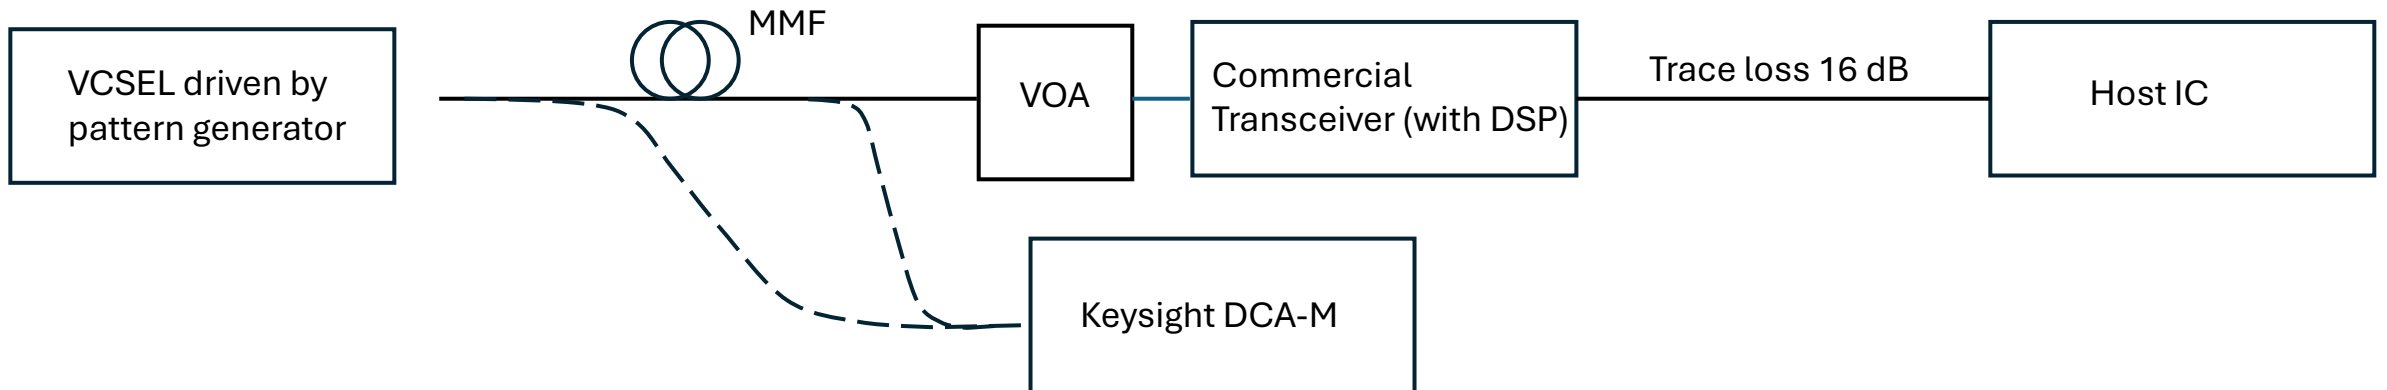 MMF
VCSEL driven by
pattern generator
VOA
Commercial
Transceiver (with DSP)
Trace loss 16 dB
Host IC
Keysight DCA-M